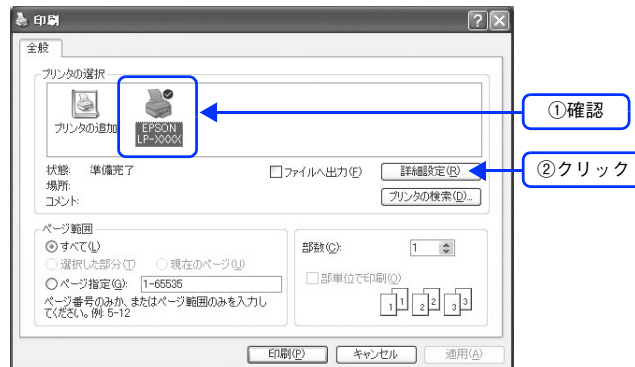 印刷
全般
プリンタの選択
プリンタの追加
EPSON
LP-XXXX
①確認
状態: 準備完了
□ファイルへ出力(F)
詳細設定(R)
②クリック
場所:
コメント:
プリンタの検索(D)...
ページ範囲
すべて(L)
選択した部分(T) 現在のページ(U)
ページ指定(G): 1-65535
ページ番号のみか、またはページ範囲のみを入力し
てください。例: 5-12
部数(C): 1
部単位で印刷(O)
1 1 2 2 3 3
印刷(P) キャンセル 適用(A)